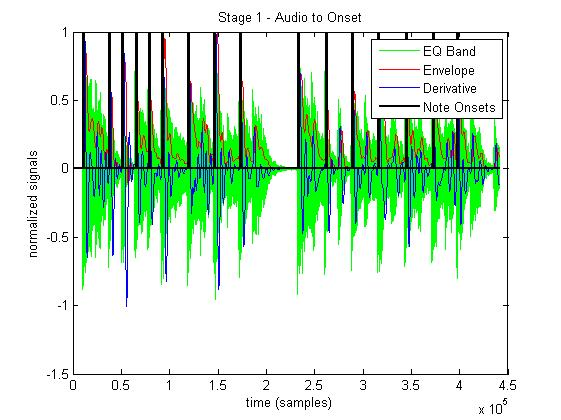 Stage 1 - Audio to Onset
EQ Band
Envelope
Derivative
Note Onsets
normalized signals
1
0.5
0
-0.5
-1
-1.5
0 0.5 1 1.5 2 2.5 3 3.5 4 4.5
time (samples)
x 10^5